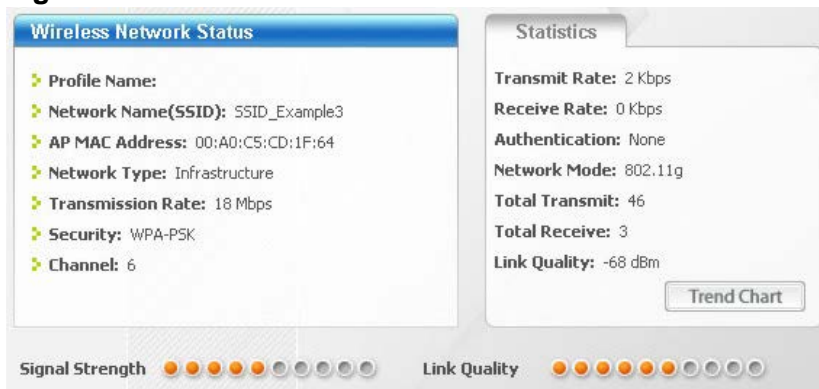 Wireless Network Status
Profile Name:
Network Name(SSID): SSID_Example3
AP MAC Address: 00:A0:C5:CD:1F:64
Network Type: Infrastructure
Transmission Rate: 18 Mbps
Security: WPA-PSK
Channel: 6
Statistics
Transmit Rate: 2 Kbps
Receive Rate: 0 Kbps
Authentication: None
Network Mode: 802.11g
Total Transmit: 46
Total Receive: 3
Link Quality: -68 dBm
Trend Chart
Signal Strength
Link Quality